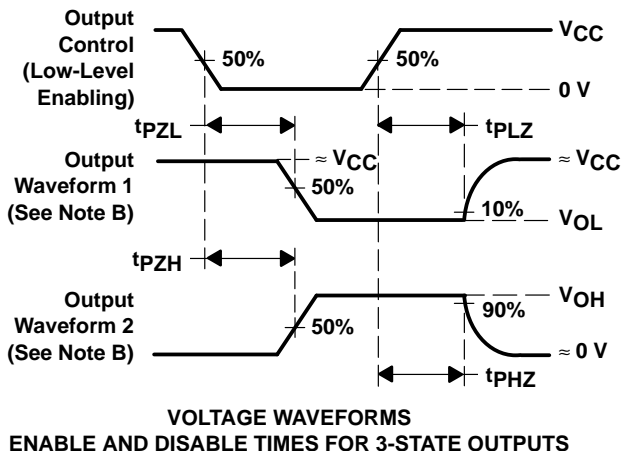 Output
Control
(Low-Level
Enabling)
50%
50%
VCC
0 V
tPZL
tPLZ
Output
Waveform 1
(See Note B)
≈ VCC
50%
≈ VCC
10%
VOL
tPZH
Output
Waveform 2
(See Note B)
50%
VOH
90%
≈ 0 V
tPHZ
VOLTAGE WAVEFORMS
ENABLE AND DISABLE TIMES FOR 3-STATE OUTPUTS